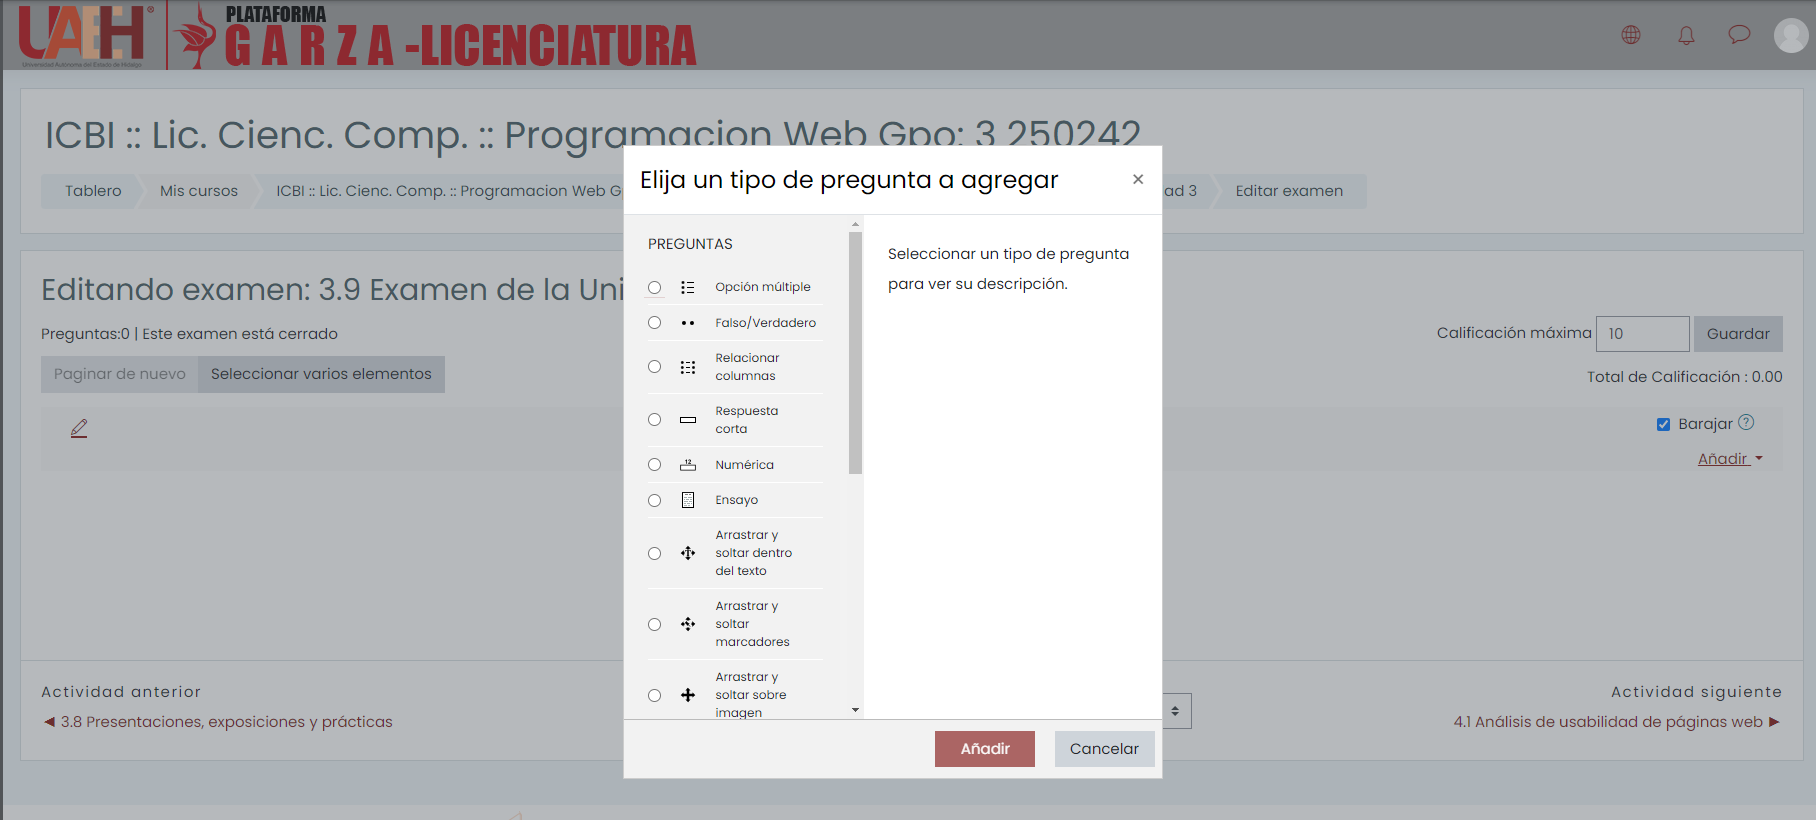 UAEH
Universidad Autónoma del Estado de Hidalgo
PLATAFORMA
GARZA -LICENCIATURA
ICBI :: Lic. Cienc. Comp. :: Programacion Web Gpo: 3 250242
Tablero
Mis cursos
ICBI :: Lic. Cienc. Comp. :: Programacion Web G
ad 3
Editar examen
Editando examen: 3.9 Examen de la Uni
Preguntas:0 | Este examen está cerrado
Paginar de nuevo
Seleccionar varios elementos
Calificación máxima 10 Guardar
Total de Calificación : 0.00
Barajar ?
Añadir
Elija un tipo de pregunta a agregar ×
PREGUNTAS
Opción múltiple
Falso/Verdadero
Relacionar
columnas
Respuesta
corta
12
Numérica
Ensayo
Arrastrar y
soltar dentro
del texto
Arrastrar y
soltar
marcadores
Arrastrar y
soltar sobre
imagen
Seleccionar un tipo de pregunta
para ver su descripción.
Añadir
Cancelar
Actividad anterior
◄ 3.8 Presentaciones, exposiciones y prácticas
Actividad siguiente
4.1 Análisis de usabilidad de páginas web ►